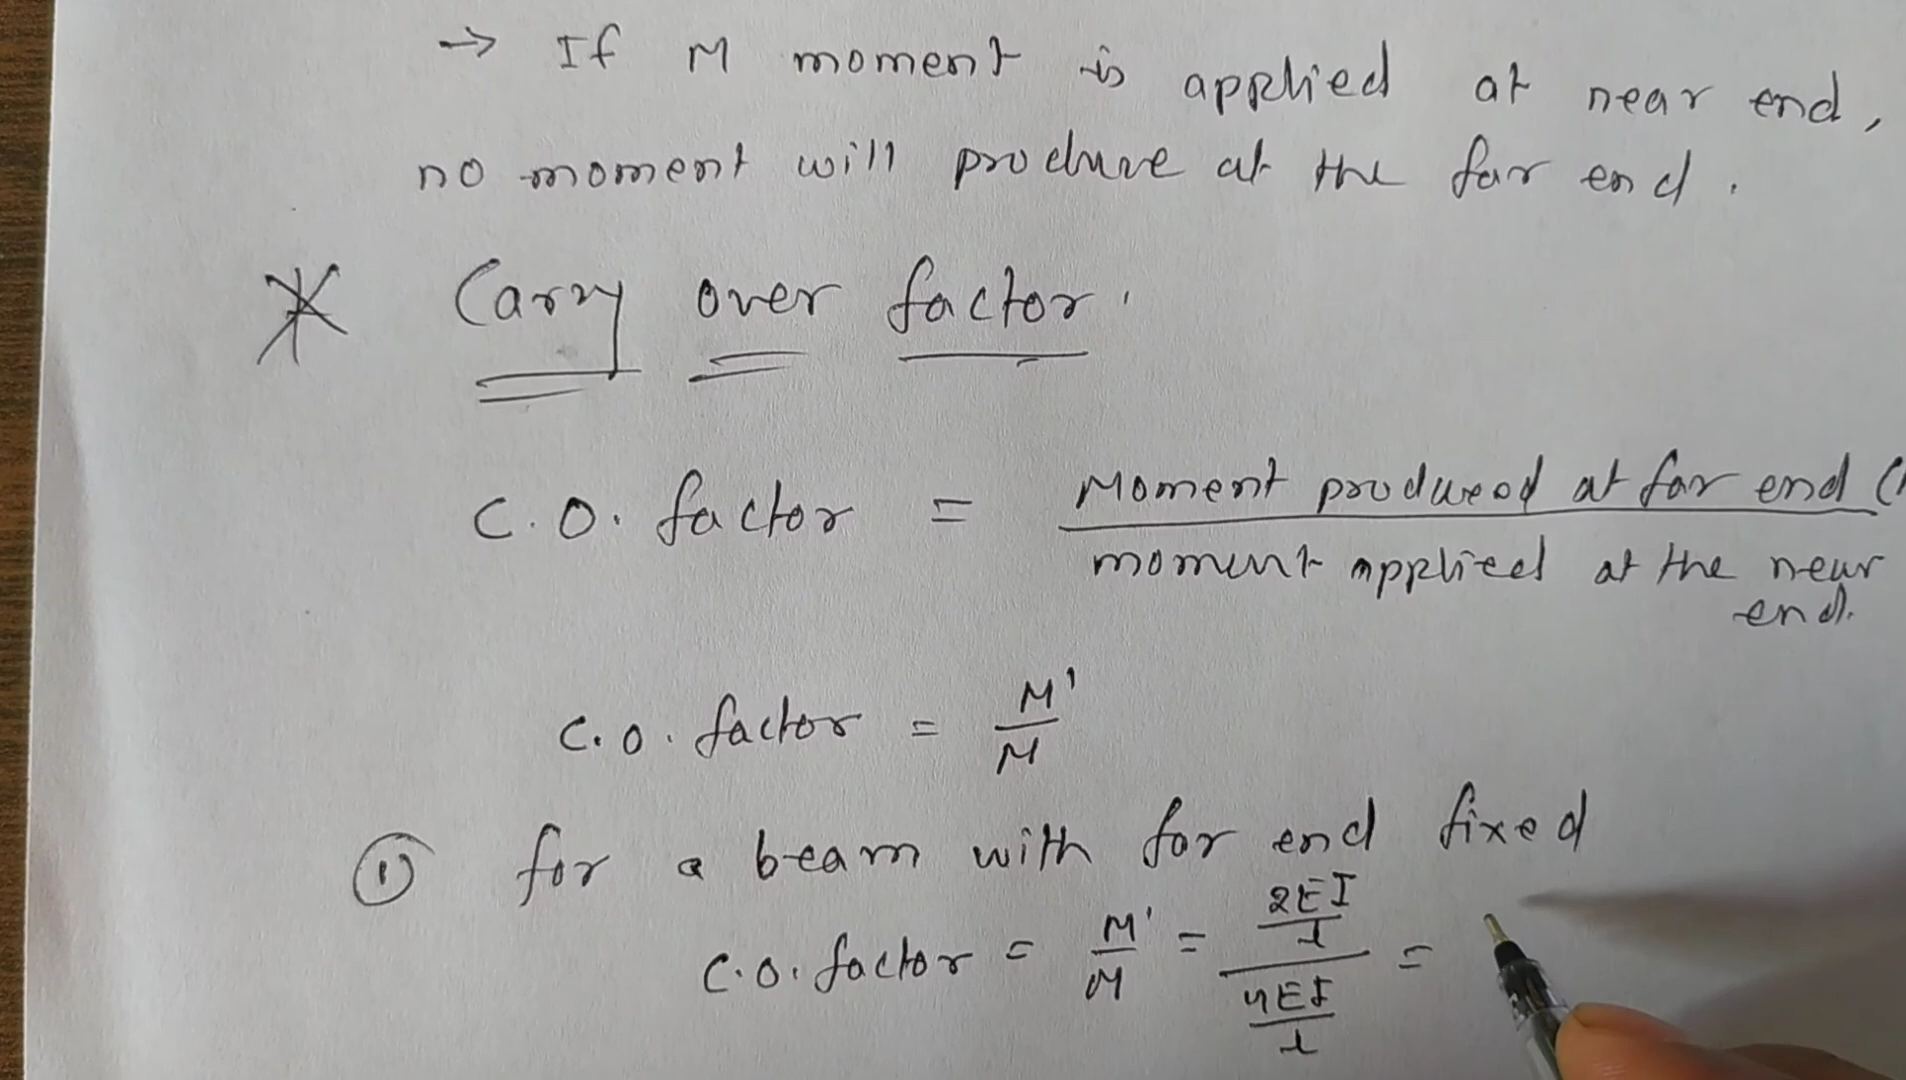 → If M moment is applied at near end,
no moment will produce at the far end.
* Carry over factor.
C.O. factor = Moment produced at far end (
moment applied at the near
end.
C.O. factor = M' / M
① for a beam with far end fixed
C.O. factor = M' / M = 2EI/l / 4EI/l =